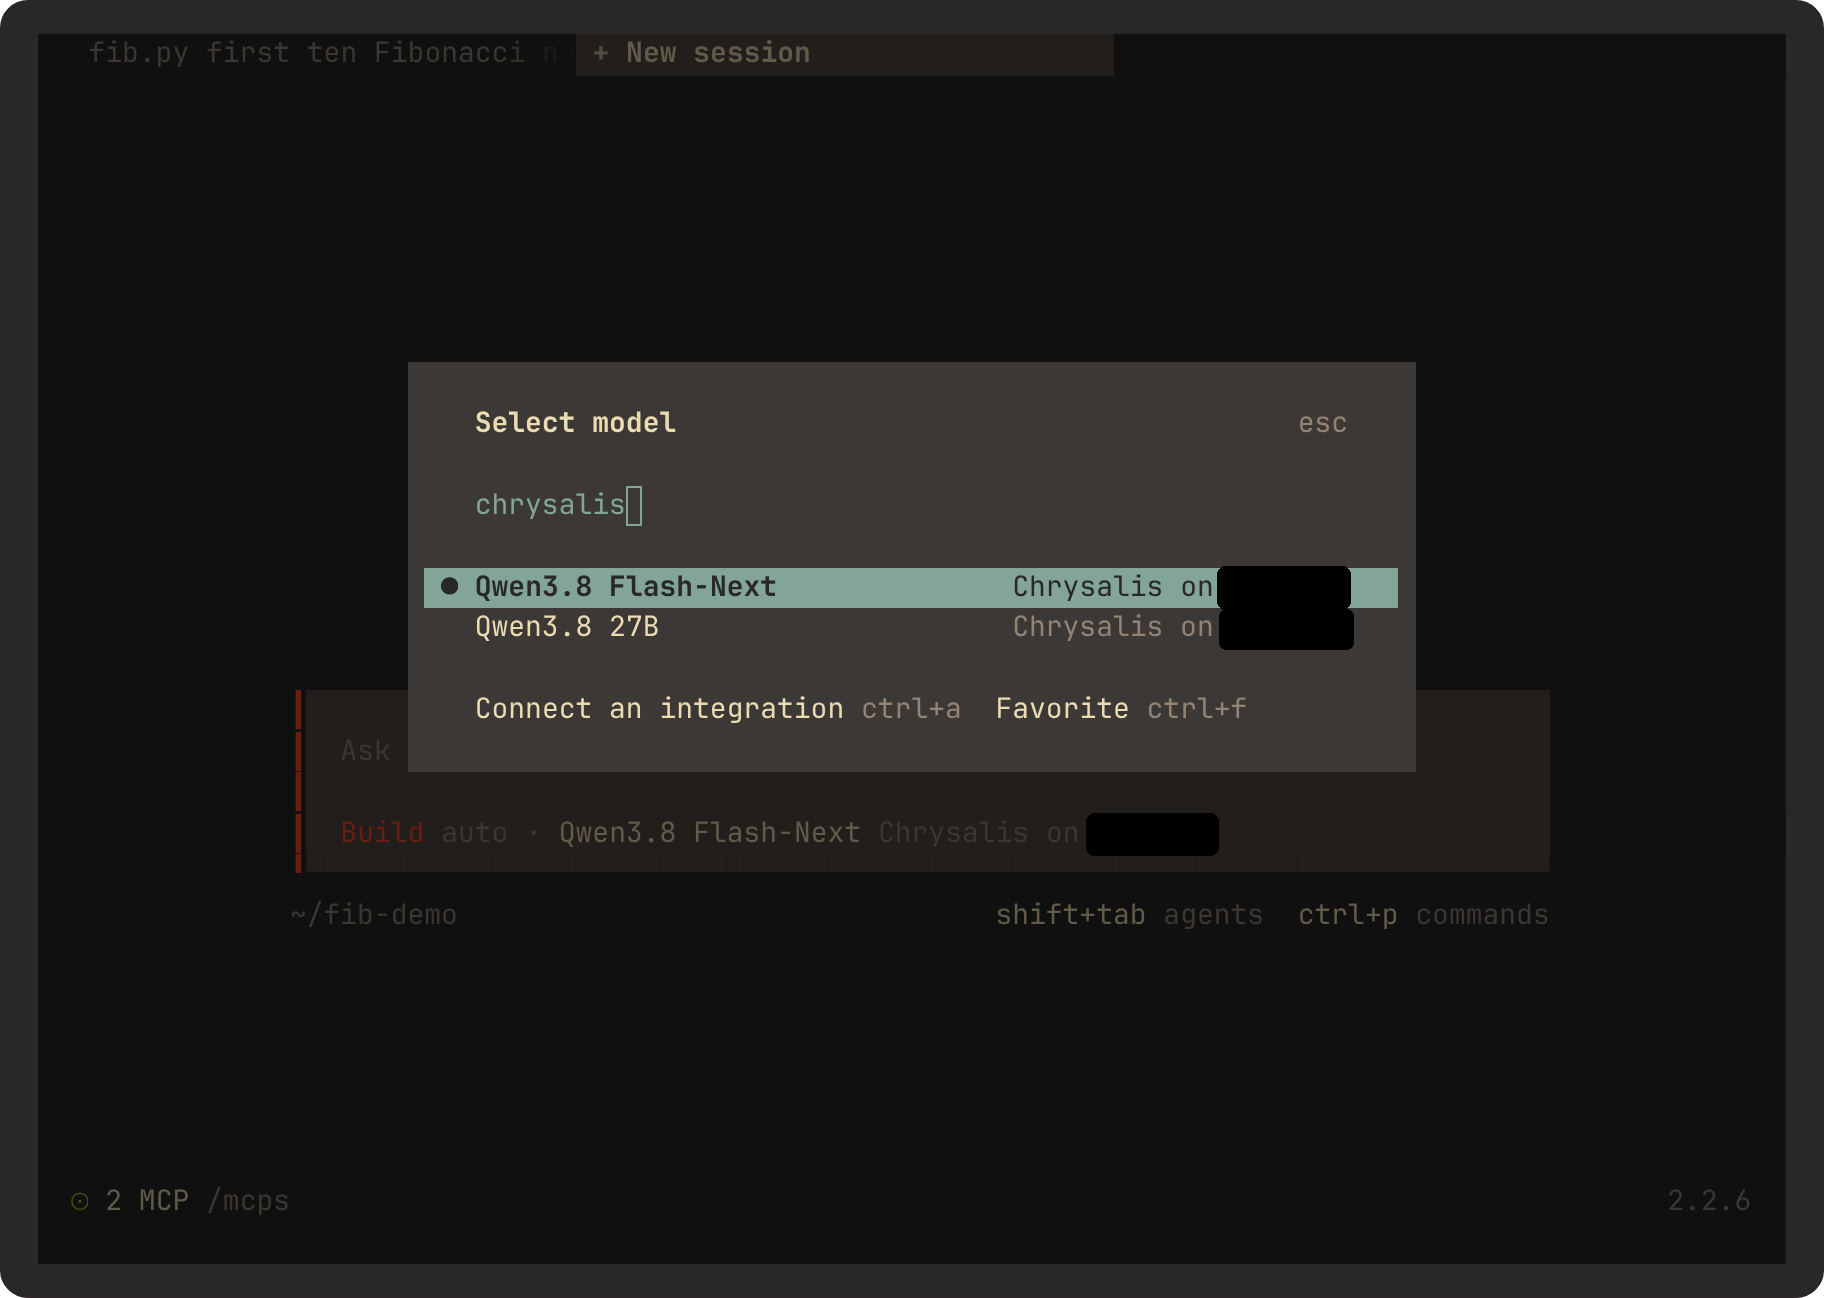 fib.py first ten Fibonacci + New session
Select model esc
chrysalis
● Qwen3.8 Flash-Next Chrysalis on
Qwen3.8 27B Chrysalis on
Connect an integration ctrl+a Favorite ctrl+f
Ask
Build auto · Qwen3.8 Flash-Next Chrysalis on
~/fib-demo shift+tab agents ctrl+p commands
⊙ 2 MCP /mcps 2.2.6